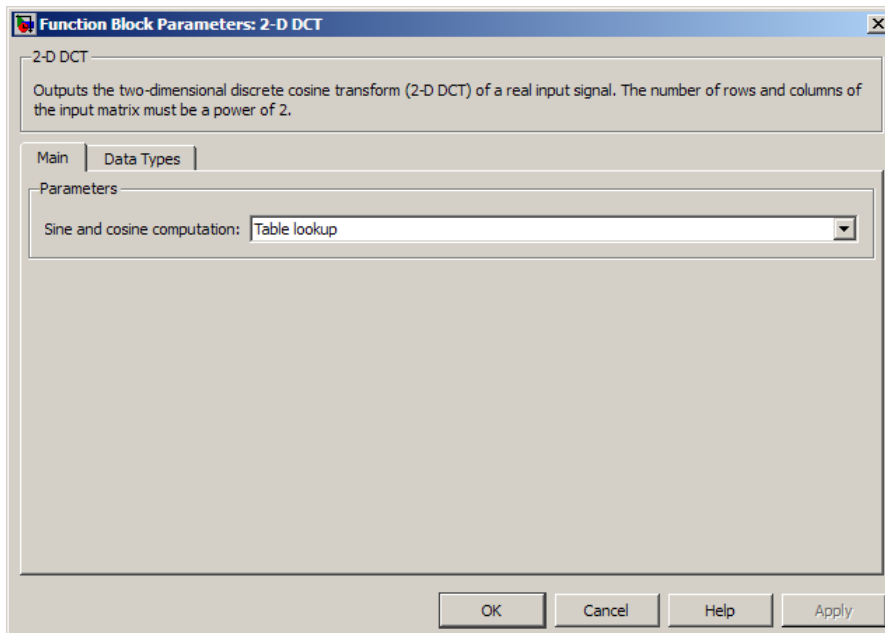 Function Block Parameters: 2-D DCT
2-D DCT
Outputs the two-dimensional discrete cosine transform (2-D DCT) of a real input signal. The number of rows and columns of
the input matrix must be a power of 2.
Main Data Types
Parameters
Sine and cosine computation: Table lookup
OK Cancel Help Apply